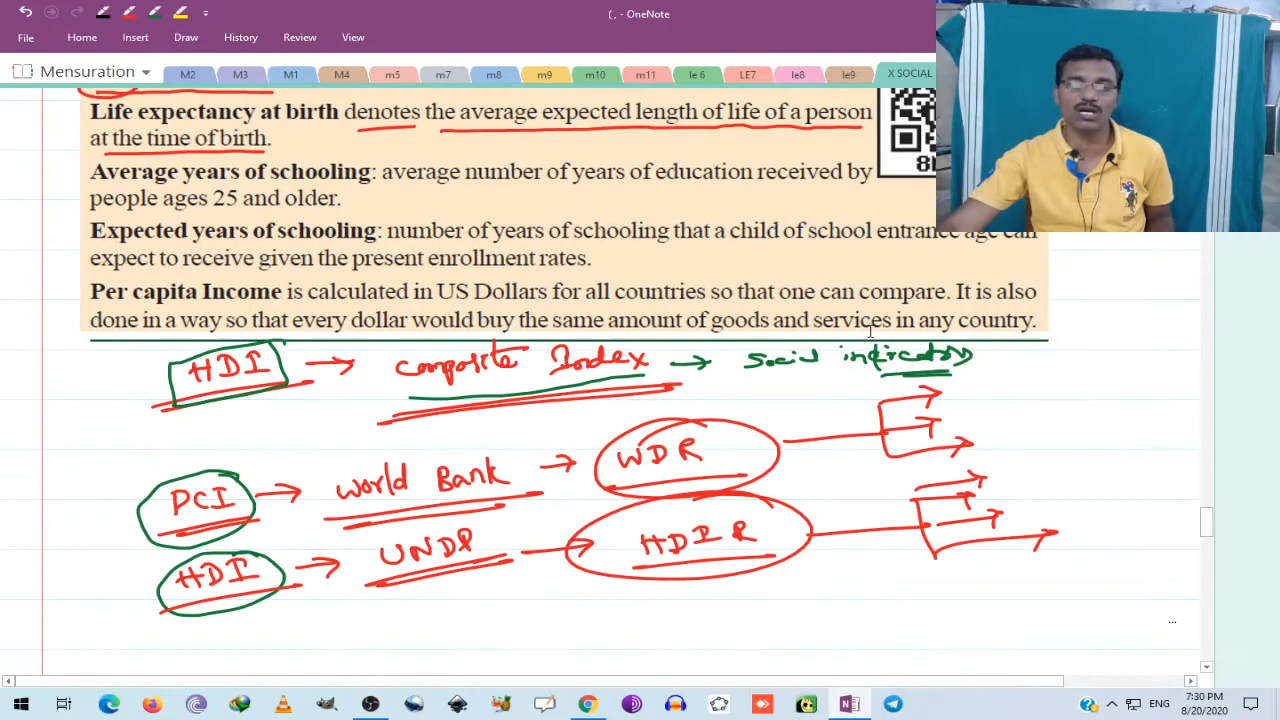 ( , - OneNote
File Home Insert Draw History Review View
Mensuration M2 M3 M1 M4 m5 m7 m8 m9 m10 m11 le 6 LE7 le8 le9 X SOCIAL
Life expectancy at birth denotes the average expected length of life of a person
at the time of birth.
Average years of schooling: average number of years of education received by
people ages 25 and older.
Expected years of schooling: number of years of schooling that a child of school entrance age can
expect to receive given the present enrollment rates.
Per capita Income is calculated in US Dollars for all countries so that one can compare. It is also
done in a way so that every dollar would buy the same amount of goods and services in any country.
HDI → composite Index → social indicators
PCI → World Bank → WDR
HDI → UNDP → HDIR
...
ENG 7:30 PM
8/20/2020